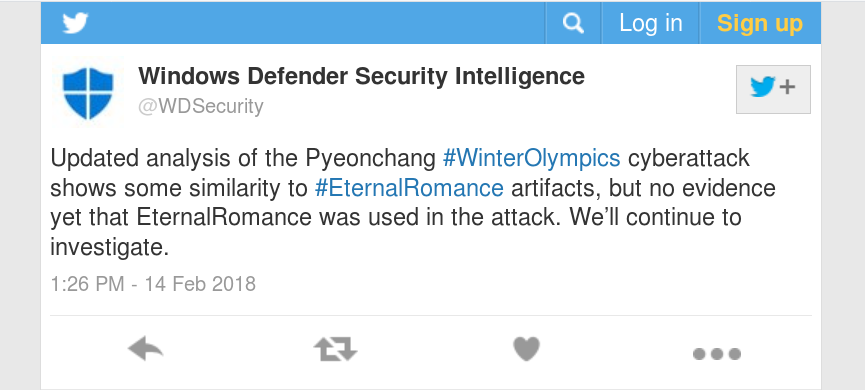 Log in Sign up
Windows Defender Security Intelligence
@WDSecurity
Updated analysis of the Pyeonchang #WinterOlympics cyberattack
shows some similarity to #EternalRomance artifacts, but no evidence
yet that EternalRomance was used in the attack. We’ll continue to
investigate.
1:26 PM - 14 Feb 2018